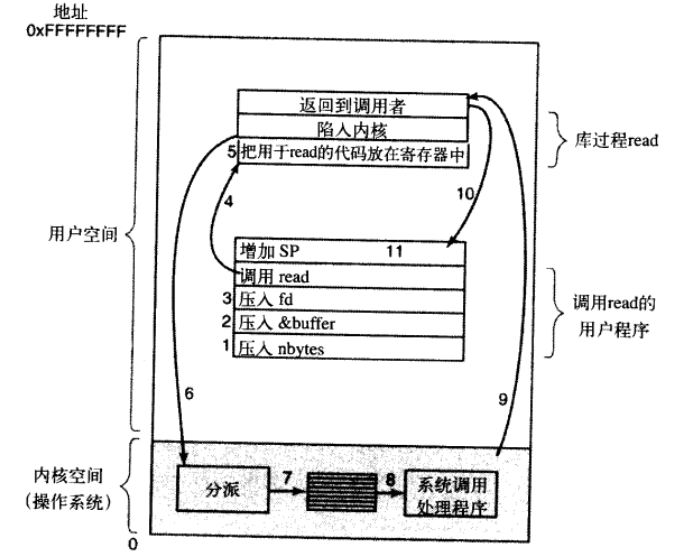 地址
0xFFFFFFFF
返回到调用者
陷入内核
5 把用于read的代码放在寄存器中
库过程read
4
10
用户空间
增加 SP 11
调用 read
3 压入 fd
2 压入 &buffer
1 压入 nbytes
调用read的
用户程序
6
9
内核空间
(操作系统)
分派
7
8
系统调用
处理程序
0